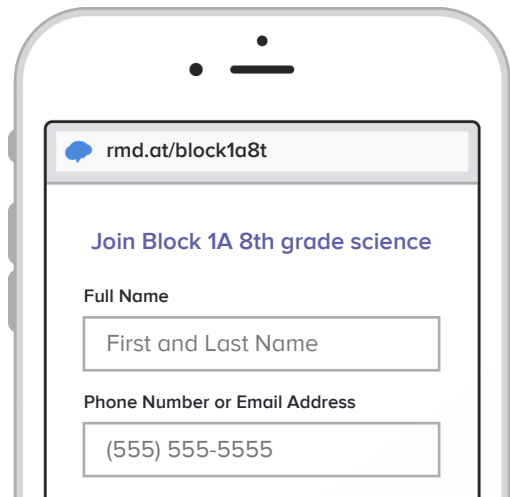 rmd.at/block1a8t
Join Block 1A 8th grade science
Full Name
First and Last Name
Phone Number or Email Address
(555) 555-5555